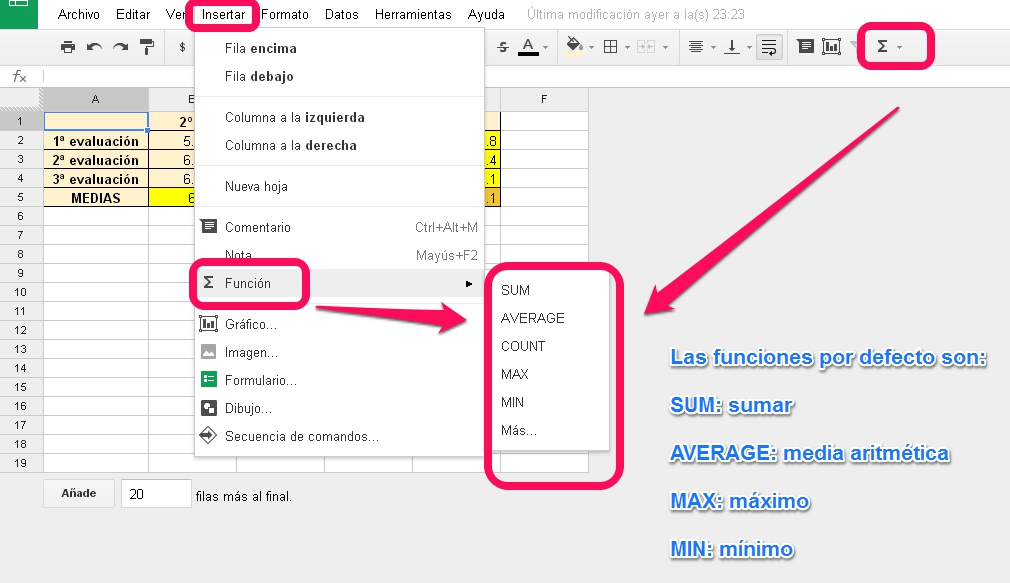 Archivo Editar Ver Insertar Formato Datos Herramientas Ayuda Última modificación ayer a la(s) 23:23
$ A Σ
fx
A F
1 2º
2 1ª evaluación 5. .8
3 2ª evaluación 6. .4
4 3ª evaluación 6. .1
5 MEDIAS 6 .1
6
7
8
9
10
11
12
13
14
15
16
17
18
19
Fila encima
Fila debajo
Columna a la izquierda
Columna a la derecha
Nueva hoja
Comentario Ctrl+Alt+M
Nota Mayús+F2
Σ Función
Gráfico...
Imagen...
Formulario...
Dibujo...
Secuencia de comandos...
SUM
AVERAGE
COUNT
MAX
MIN
Más...
Las funciones por defecto son:
SUM: sumar
AVERAGE: media aritmética
MAX: máximo
MIN: mínimo
Añade 20 filas más al final.